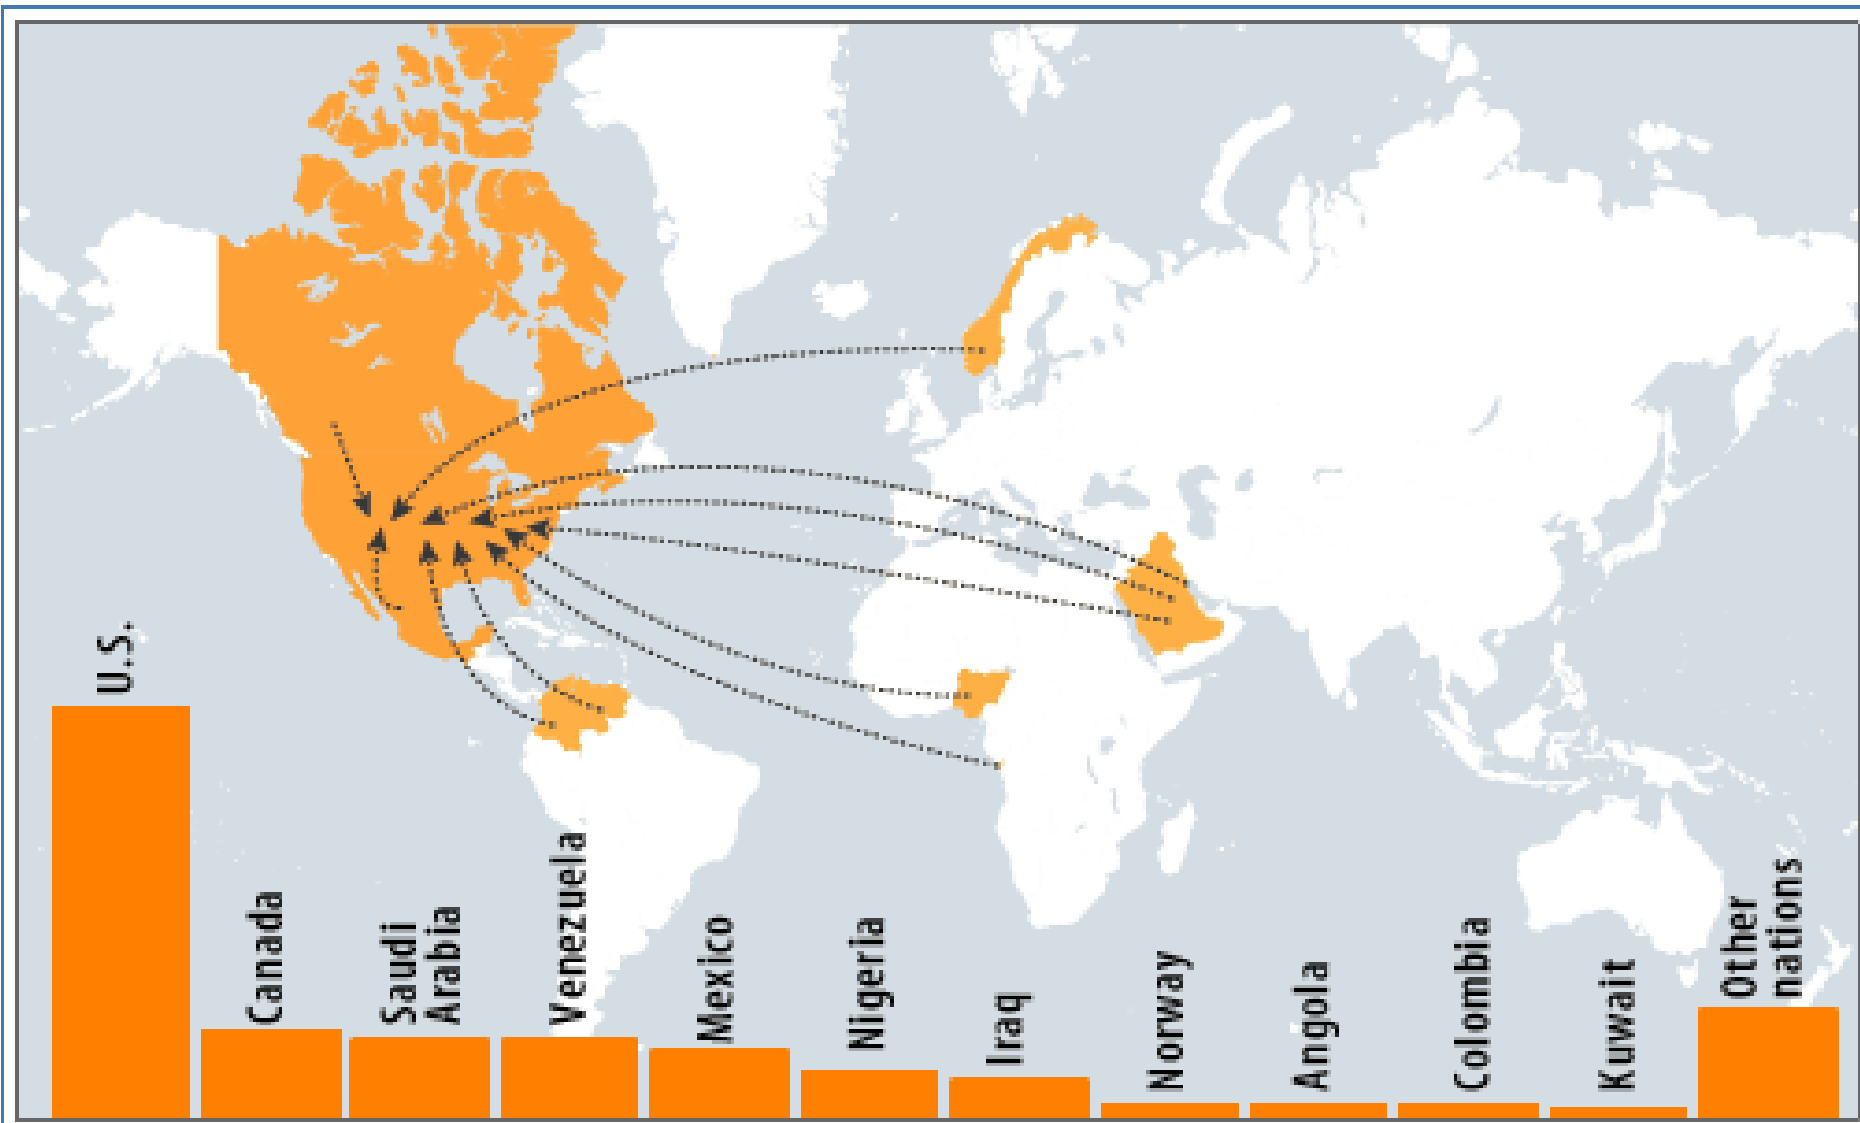 U.S.
Canada
Saudi
Arabia
Venezuela
Mexico
Nigeria
Iraq
Norway
Angola
Colombia
Kuwait
Other
nations